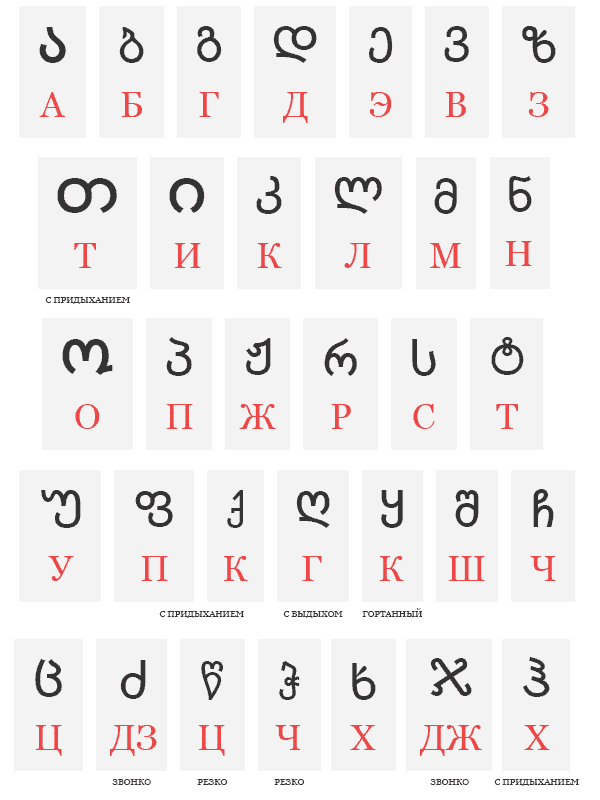 ა ბ გ დ ე ვ ზ
А Б Г Д Э В З
თ ი კ ლ მ ნ
Т И К Л М Н
С ПРИДЫХАНИЕМ
ო პ ჟ რ ს ტ
О П Ж Р С Т
უ ფ ქ ღ ყ შ ჩ
У П К Г К Ш Ч
С ПРИДЫХАНИЕМ С ВЫДЫХОМ ГОРТАННЫЙ
ც ძ წ ჭ ხ ჯ ჰ
Ц ДЗ Ц Ч Х ДЖ Х
ЗВОНКО РЕЗКО РЕЗКО ЗВОНКО С ПРИДЫХАНИЕМ